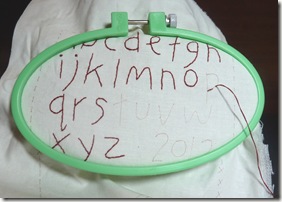 abcdefgh
ijklmnop
qrstuvw
xyz